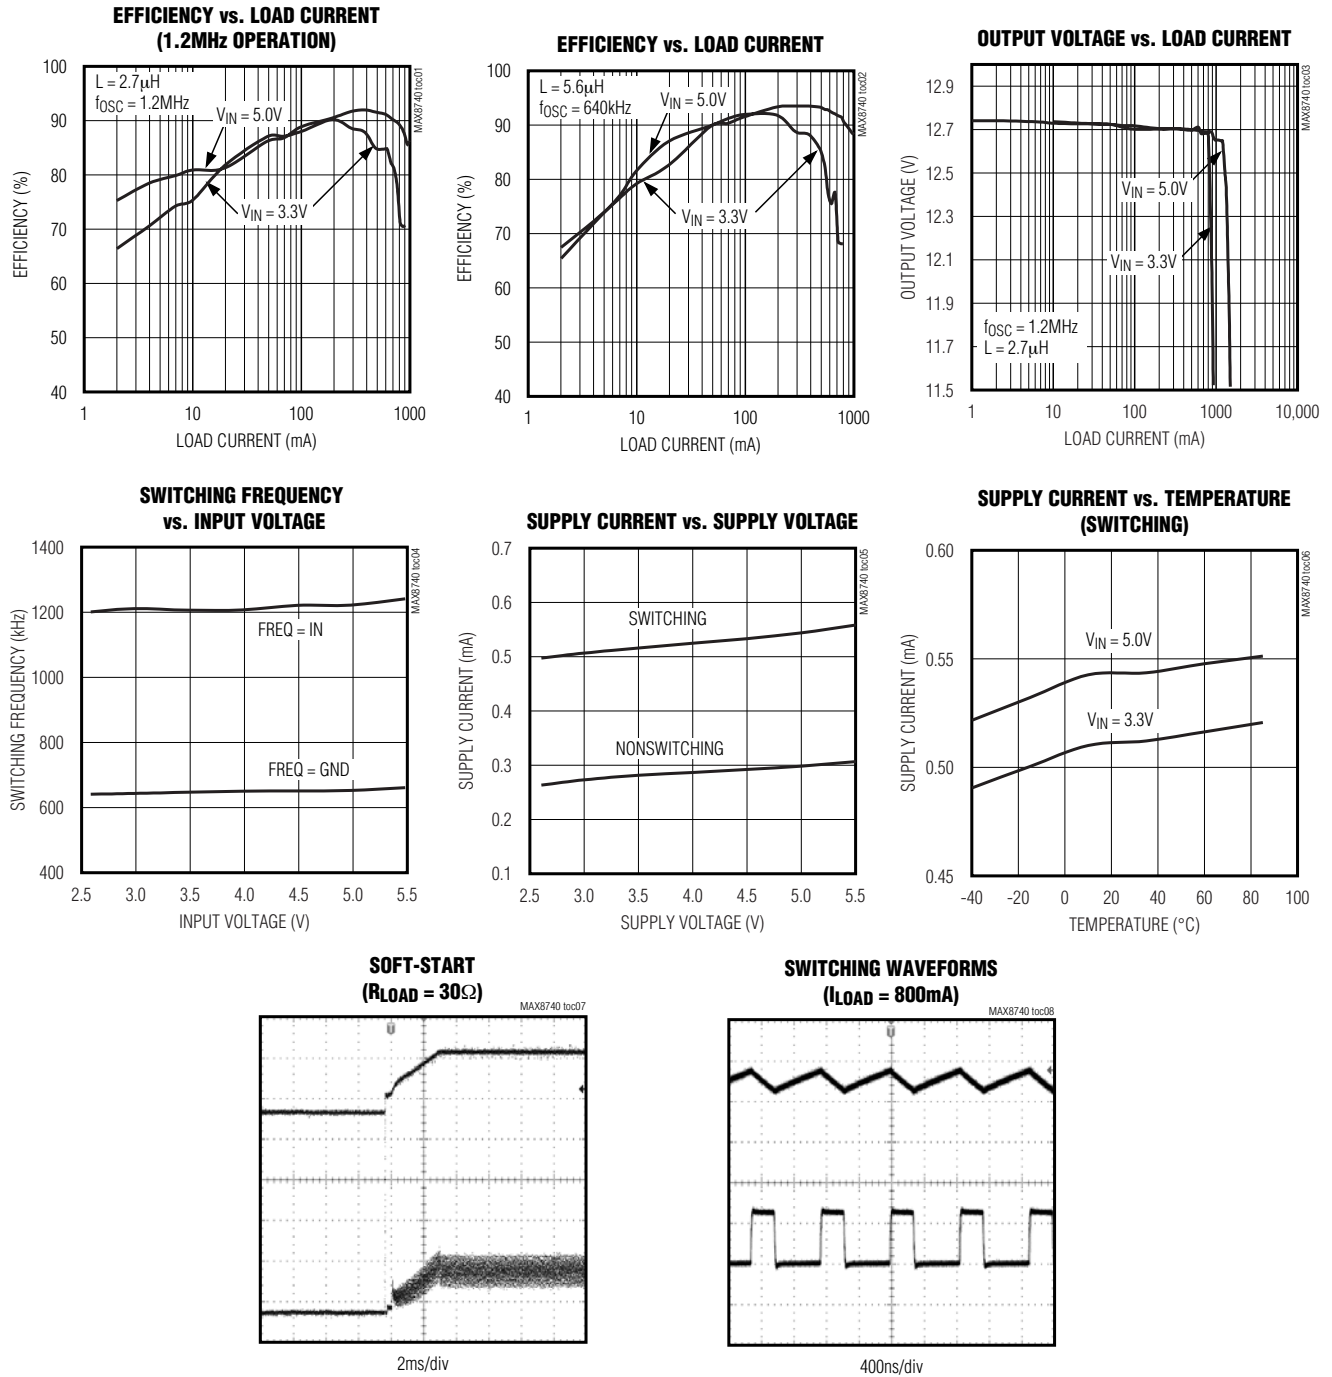 EFFICIENCY vs. LOAD CURRENT
(1.2MHz OPERATION)
100
90
80
70
60
50
40
EFFICIENCY (%)
L = 2.7µH
fOSC = 1.2MHz
VIN = 5.0V
VIN = 3.3V
MAX8740 toc01
1 10 100 1000
LOAD CURRENT (mA)
EFFICIENCY vs. LOAD CURRENT
100
90
80
70
60
50
40
EFFICIENCY (%)
L = 5.6µH
fOSC = 640kHz
VIN = 5.0V
VIN = 3.3V
MAX8740 toc02
1 10 100 1000
LOAD CURRENT (mA)
OUTPUT VOLTAGE vs. LOAD CURRENT
12.9
12.7
12.5
12.3
12.1
11.9
11.7
11.5
OUTPUT VOLTAGE (V)
VIN = 5.0V
VIN = 3.3V
fOSC = 1.2MHz
L = 2.7µH
MAX8740 toc03
1 10 100 1000 10,000
LOAD CURRENT (mA)
SWITCHING FREQUENCY
vs. INPUT VOLTAGE
1400
1200
1000
800
600
400
SWITCHING FREQUENCY (kHz)
FREQ = IN
FREQ = GND
MAX8740 toc04
2.5 3.0 3.5 4.0 4.5 5.0 5.5
INPUT VOLTAGE (V)
SUPPLY CURRENT vs. SUPPLY VOLTAGE
0.7
0.6
0.5
0.4
0.3
0.2
0.1
SUPPLY CURRENT (mA)
SWITCHING
NONSWITCHING
MAX8740 toc05
2.5 3.0 3.5 4.0 4.5 5.0 5.5
SUPPLY VOLTAGE (V)
SUPPLY CURRENT vs. TEMPERATURE
(SWITCHING)
0.60
0.55
0.50
0.45
SUPPLY CURRENT (mA)
VIN = 5.0V
VIN = 3.3V
MAX8740 toc06
-40 -20 0 20 40 60 80 100
TEMPERATURE (°C)
SOFT-START
(RLOAD = 30Ω)
MAX8740 toc07
2ms/div
SWITCHING WAVEFORMS
(ILOAD = 800mA)
MAX8740 toc08
400ns/div